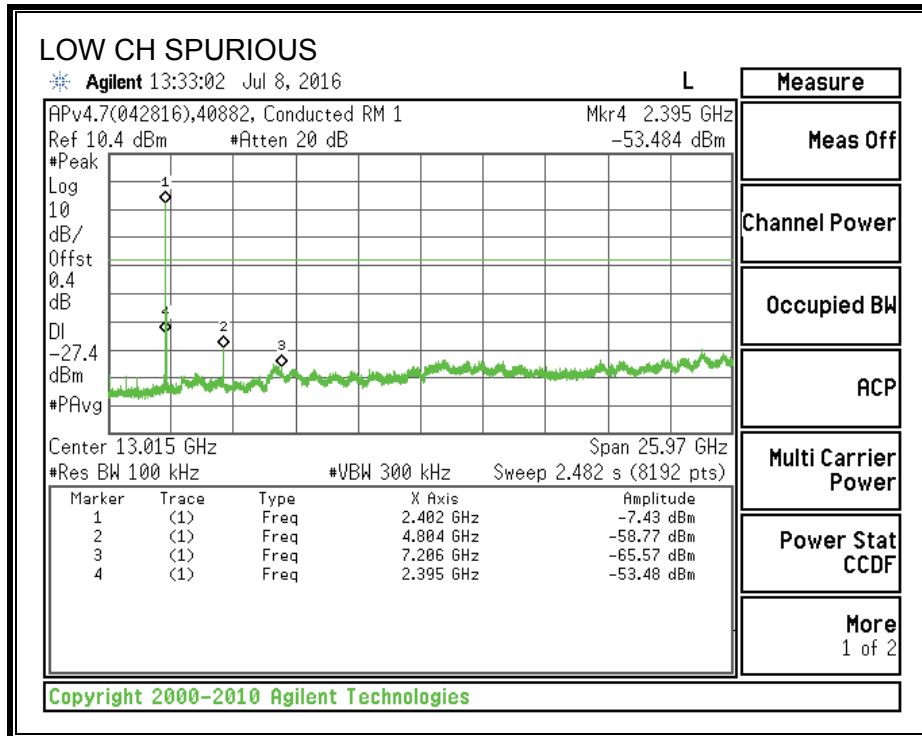 LOW CH SPURIOUS
Agilent 13:33:02 Jul 8, 2016 L
APv4.7(042816),40882, Conducted RM 1 Mkr4 2.395 GHz
Ref 10.4 dBm #Atten 20 dB -53.484 dBm
#Peak
Log
10
dB/
Offst
0.4
dB
DI
-27.4
dBm
#PAvg
1
4
2
3
Center 13.015 GHz Span 25.97 GHz
#Res BW 100 kHz #VBW 300 kHz Sweep 2.482 s (8192 pts)
Marker Trace Type X Axis Amplitude
1 (1) Freq 2.402 GHz -7.43 dBm
2 (1) Freq 4.804 GHz -58.77 dBm
3 (1) Freq 7.206 GHz -65.57 dBm
4 (1) Freq 2.395 GHz -53.48 dBm
Measure
Meas Off
Channel Power
Occupied BW
ACP
Multi Carrier
Power
Power Stat
CCDF
More
1 of 2
Copyright 2000-2010 Agilent Technologies